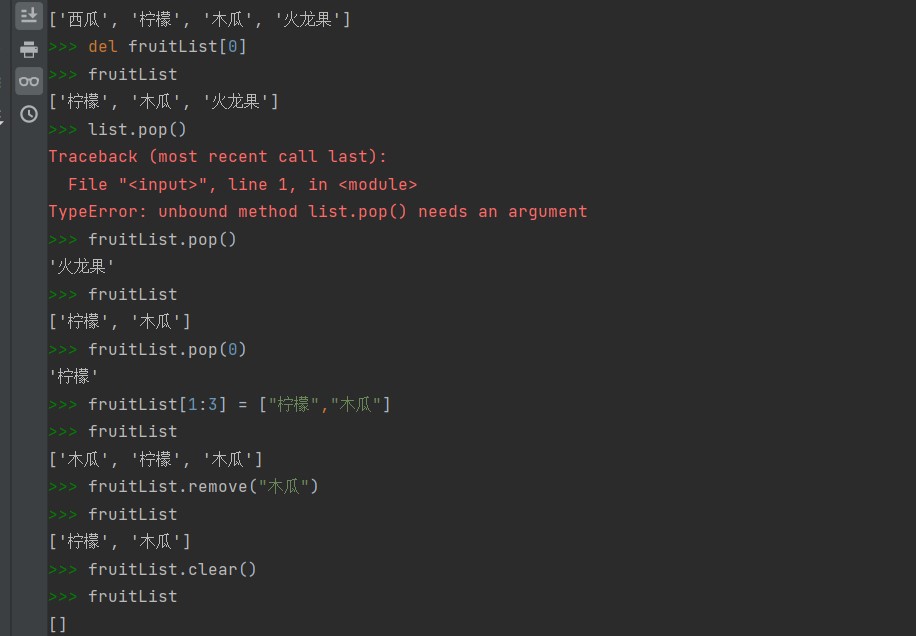 ['西瓜', '柠檬', '木瓜', '火龙果']
>>> del fruitList[0]
>>> fruitList
['柠檬', '木瓜', '火龙果']
>>> list.pop()
Traceback (most recent call last):
  File "<input>", line 1, in <module>
TypeError: unbound method list.pop() needs an argument
>>> fruitList.pop()
'火龙果'
>>> fruitList
['柠檬', '木瓜']
>>> fruitList.pop(0)
'柠檬'
>>> fruitList[1:3] = ["柠檬","木瓜"]
>>> fruitList
['木瓜', '柠檬', '木瓜']
>>> fruitList.remove("木瓜")
>>> fruitList
['柠檬', '木瓜']
>>> fruitList.clear()
>>> fruitList
[]